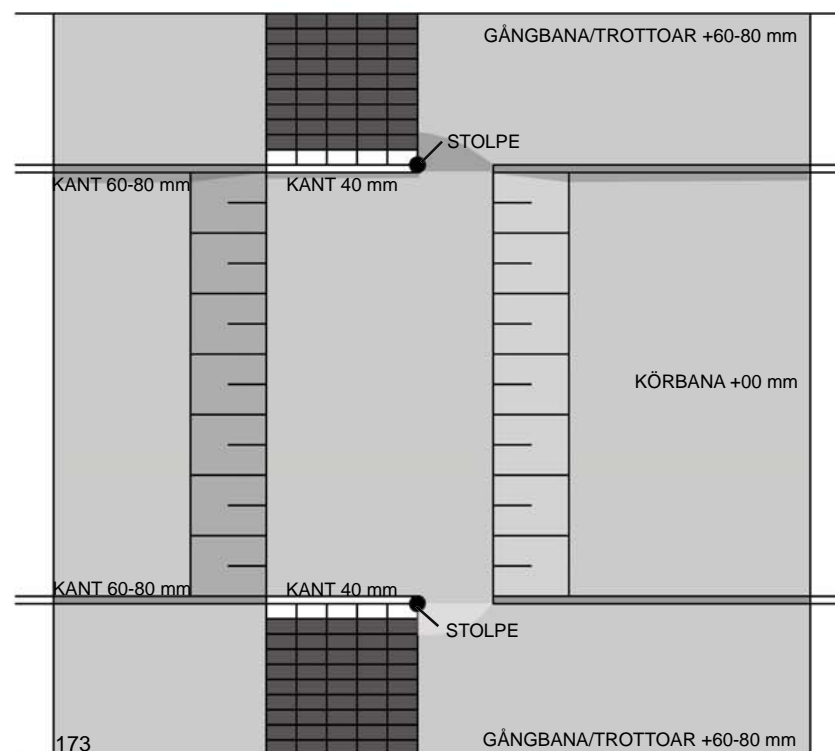 GÅNGBANA/TROTTOAR +60-80 mm
STOLPE
KANT 60-80 mm
KANT 40 mm
KÖRBANA +00 mm
KANT 60-80 mm
KANT 40 mm
STOLPE
173
GÅNGBANA/TROTTOAR +60-80 mm